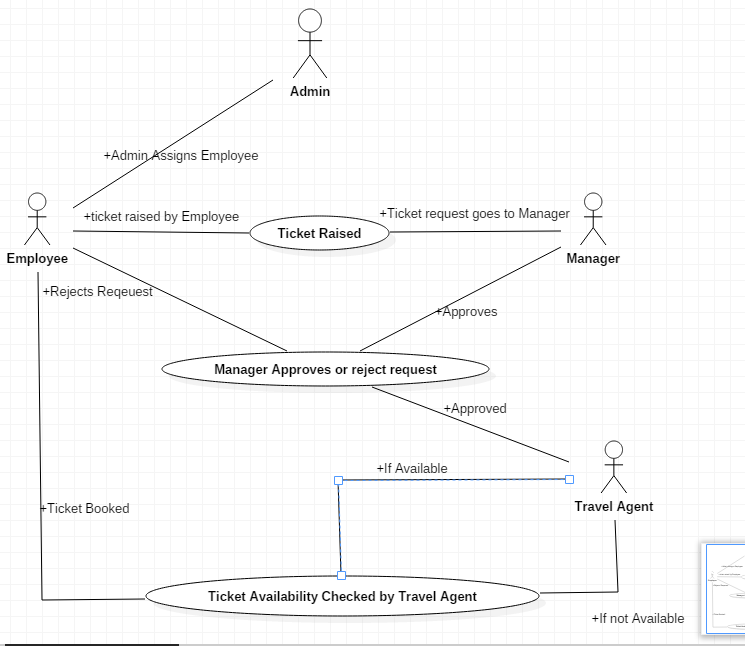 Admin
+Admin Assigns Employee
+ticket raised by Employee
+Ticket request goes to Manager
Ticket Raised
Employee
Manager
+Rejects Reqeuest
+Approves
Manager Approves or reject request
+Approved
+If Available
Travel Agent
+Ticket Booked
Ticket Availability Checked by Travel Agent
+If not Available